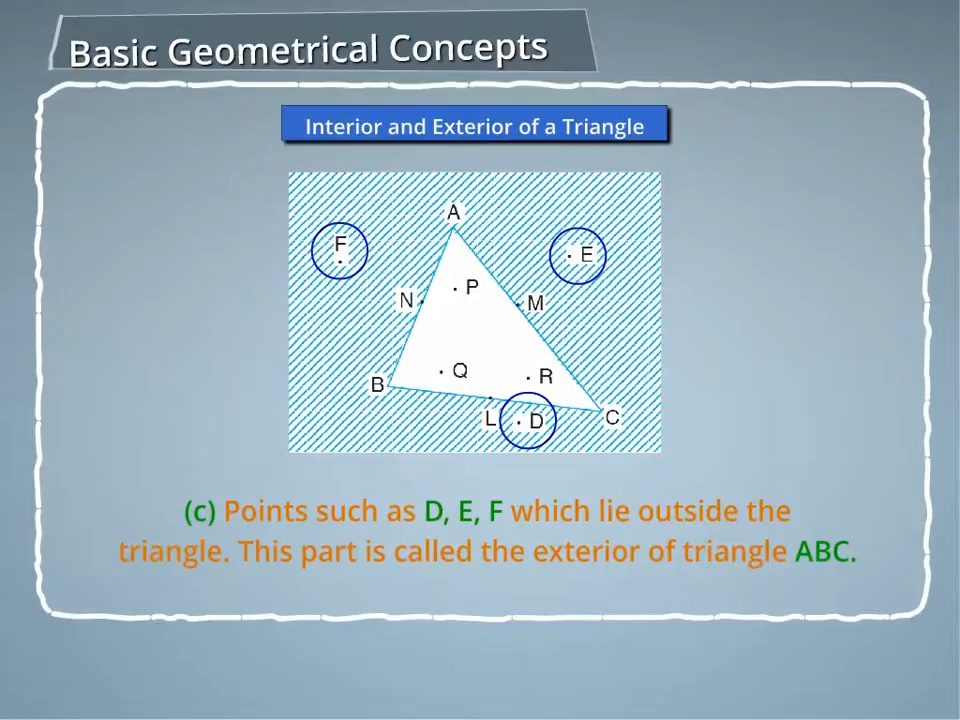 Basic Geometrical Concepts
Interior and Exterior of a Triangle
A
F
E
P
N
M
Q
R
B
L
D
C
(c) Points such as D, E, F which lie outside the
triangle. This part is called the exterior of triangle ABC.